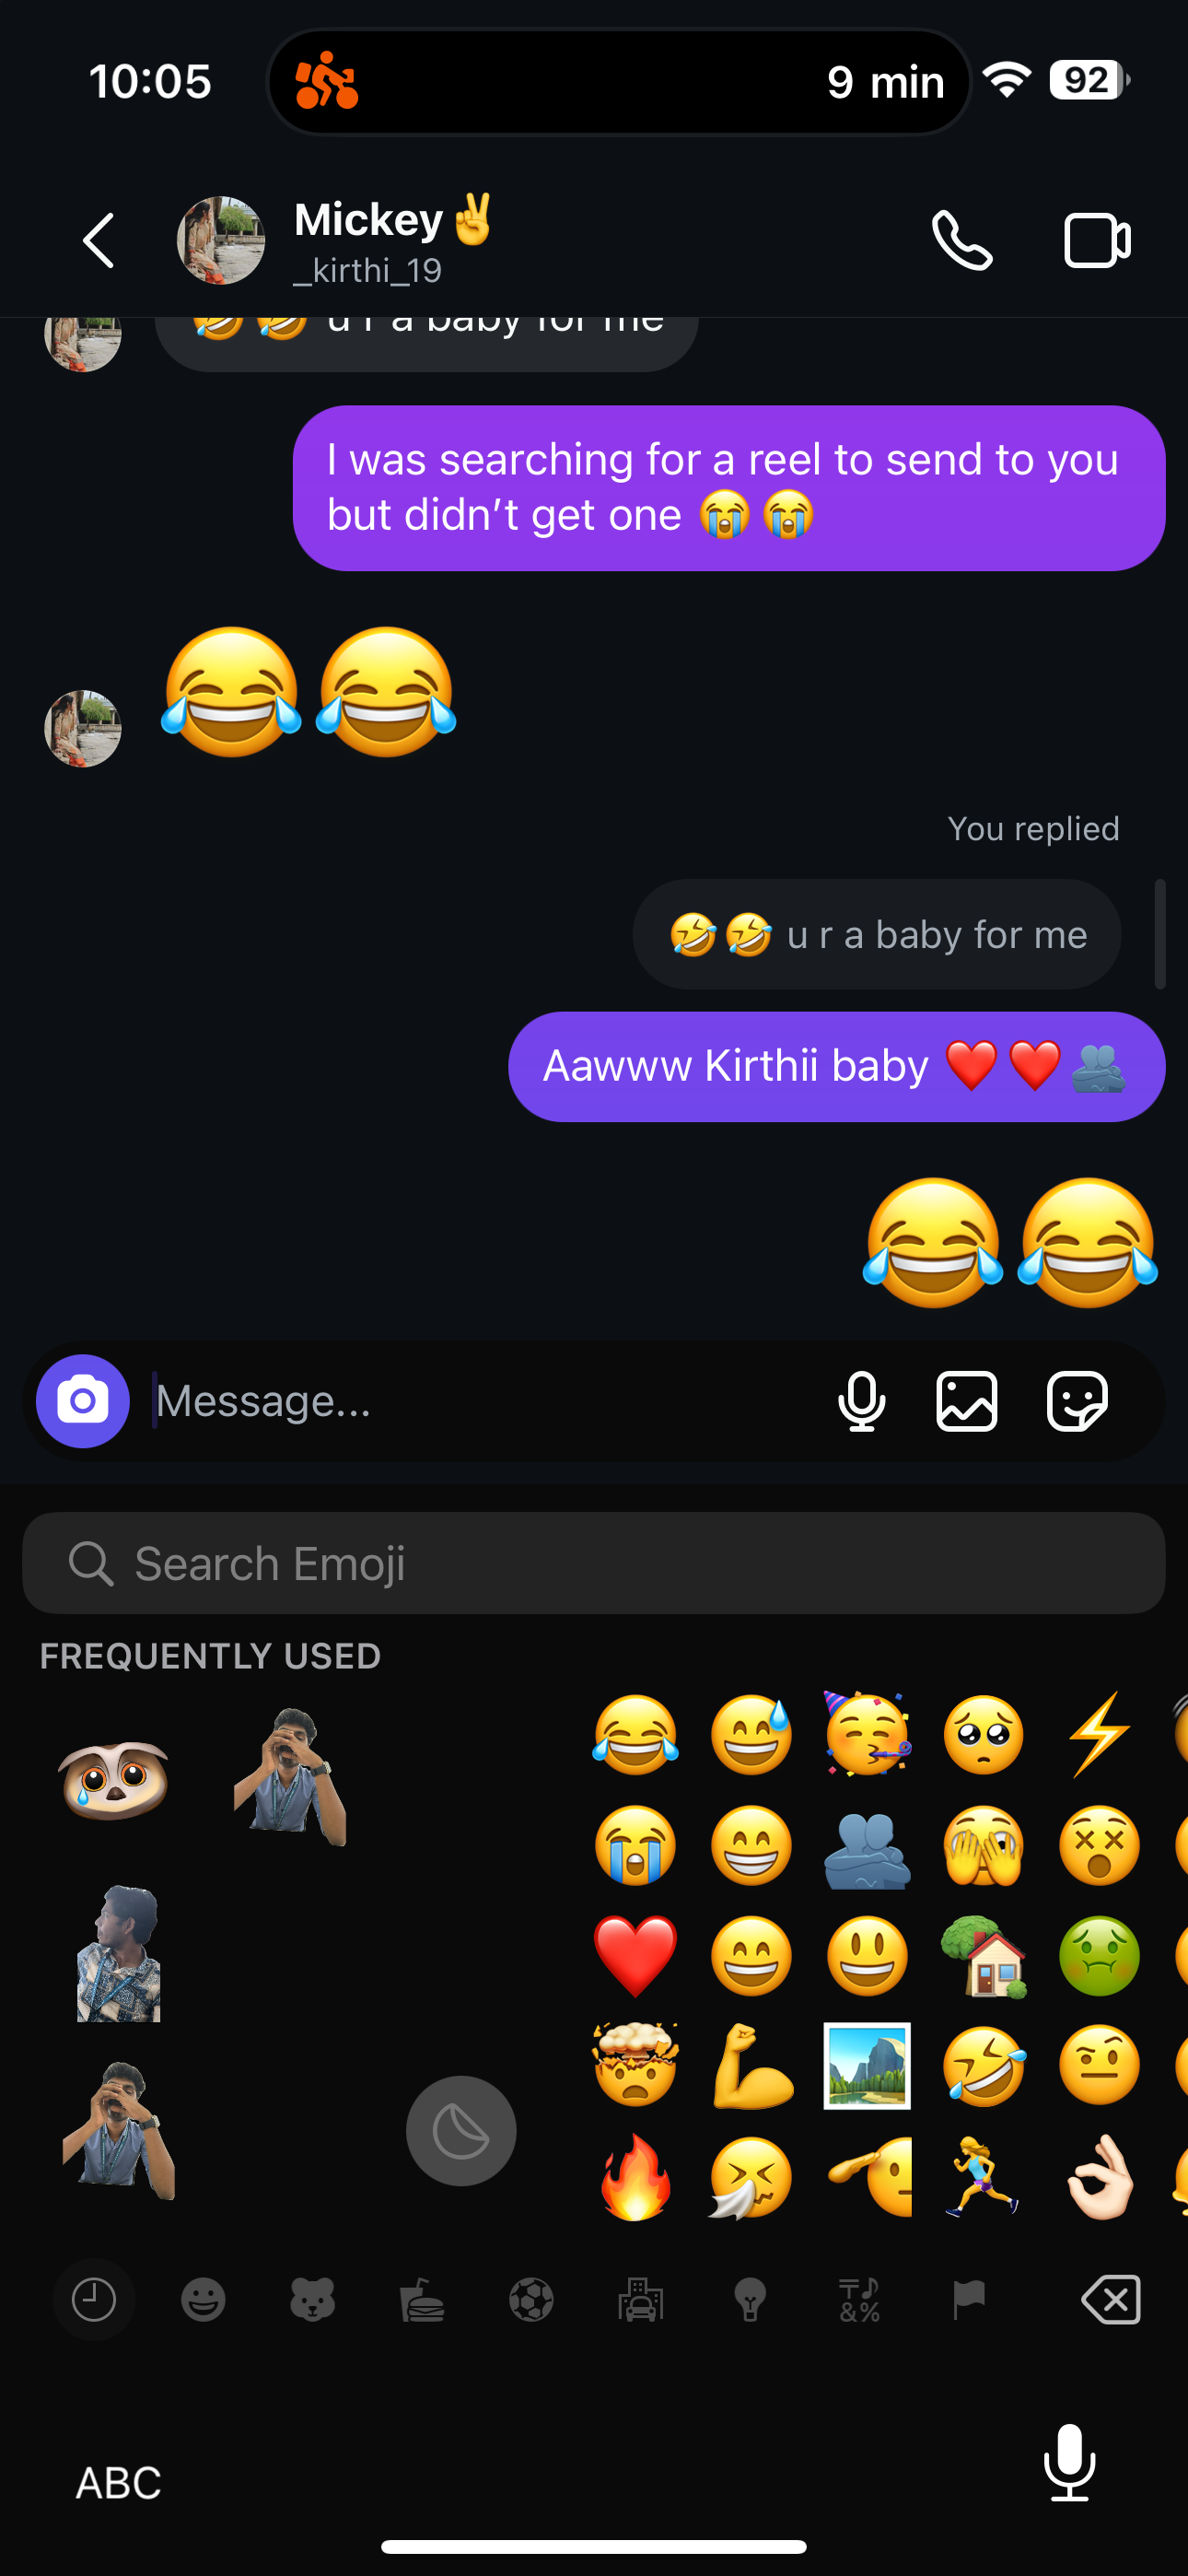 10:05
9 min
92
Mickey✌️
_kirthi_19
🤣🤣 u r a baby for me
I was searching for a reel to send to you
but didn't get one 😭😭
😂😂
You replied
🤣🤣 u r a baby for me
Aawww Kirthii baby ❤️❤️🫂
😂😂
Message...
Search Emoji
FREQUENTLY USED
&%
ABC